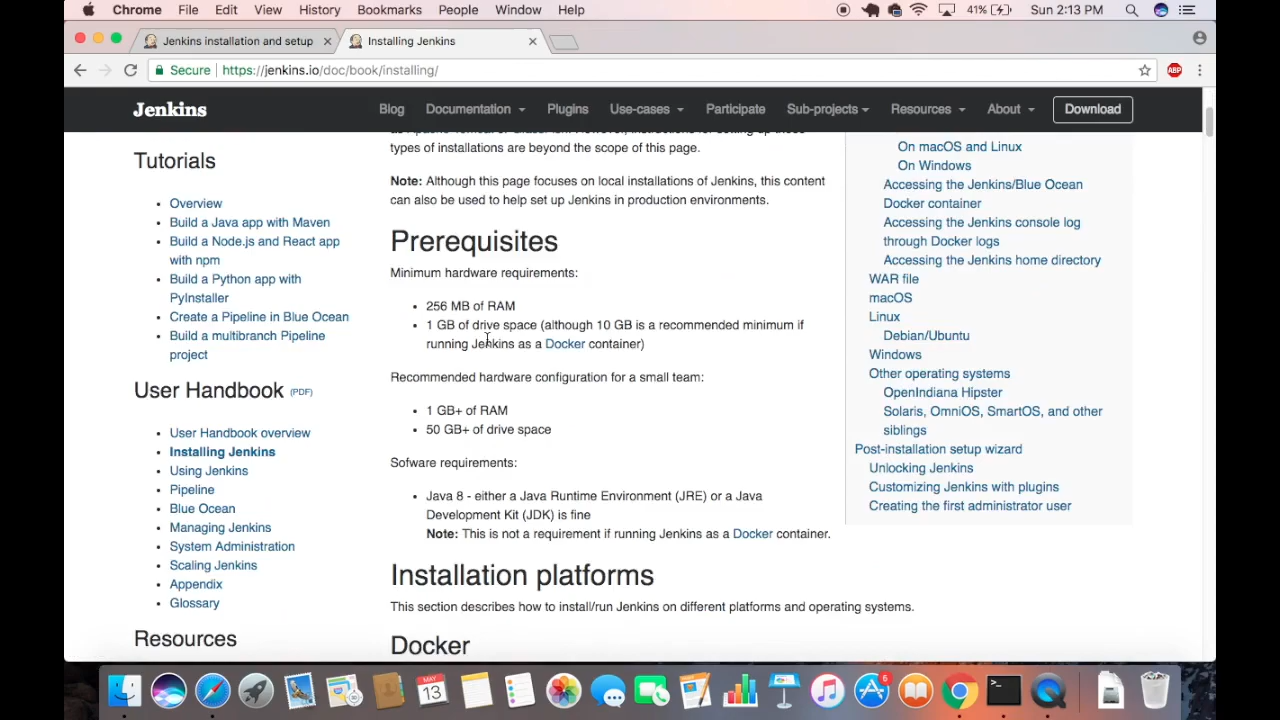 Chrome File Edit View History Bookmarks People Window Help 41% Sun 2:13 PM
Jenkins installation and setup Installing Jenkins
Secure https://jenkins.io/doc/book/installing/ ABP
Jenkins Blog Documentation Plugins Use-cases Participate Sub-projects Resources About Download
Tutorials
Overview
Build a Java app with Maven
Build a Node.js and React app
with npm
Build a Python app with
PyInstaller
Create a Pipeline in Blue Ocean
Build a multibranch Pipeline
project
User Handbook (PDF)
User Handbook overview
Installing Jenkins
Using Jenkins
Pipeline
Blue Ocean
Managing Jenkins
System Administration
Scaling Jenkins
Appendix
Glossary
Resources
types of installations are beyond the scope of this page.
Note: Although this page focuses on local installations of Jenkins, this content
can also be used to help set up Jenkins in production environments.
Prerequisites
Minimum hardware requirements:
256 MB of RAM
1 GB of drive space (although 10 GB is a recommended minimum if
running Jenkins as a Docker container)
Recommended hardware configuration for a small team:
1 GB+ of RAM
50 GB+ of drive space
Sofware requirements:
Java 8 - either a Java Runtime Environment (JRE) or a Java
Development Kit (JDK) is fine
Note: This is not a requirement if running Jenkins as a Docker container.
Installation platforms
This section describes how to install/run Jenkins on different platforms and operating systems.
Docker
On macOS and Linux
On Windows
Accessing the Jenkins/Blue Ocean
Docker container
Accessing the Jenkins console log
through Docker logs
Accessing the Jenkins home directory
WAR file
macOS
Linux
Debian/Ubuntu
Windows
Other operating systems
OpenIndiana Hipster
Solaris, OmniOS, SmartOS, and other
siblings
Post-installation setup wizard
Unlocking Jenkins
Customizing Jenkins with plugins
Creating the first administrator user
MAY
13
6